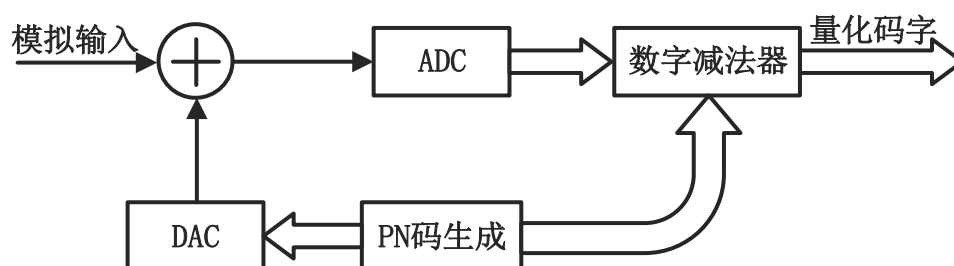 模拟输入
ADC
数字减法器
量化码字
DAC
PN码生成